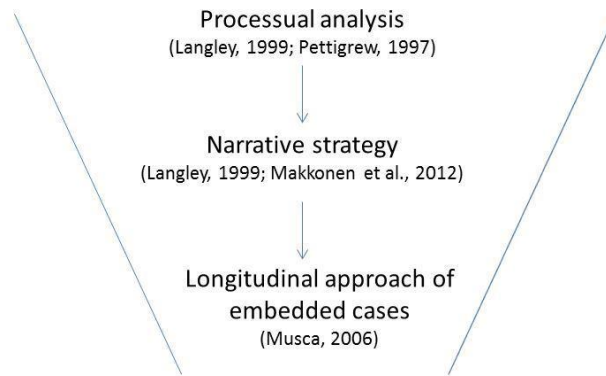 Processual analysis
(Langley, 1999; Pettigrew, 1997)
Narrative strategy
(Langley, 1999; Makkonen et al., 2012)
Longitudinal approach of
embedded cases
(Musca, 2006)